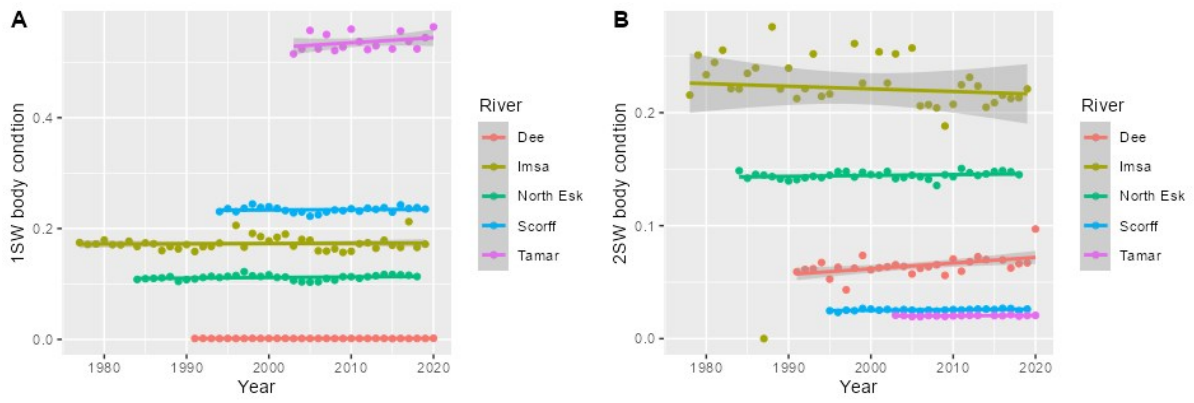 A
1SW body condtion
0.4
0.2
0.0
1980 1990 2000 2010 2020
Year
River
Dee
Imsa
North Esk
Scorff
Tamar
B
2SW body condtion
0.2
0.1
0.0
1980 1990 2000 2010 2020
Year
River
Dee
Imsa
North Esk
Scorff
Tamar